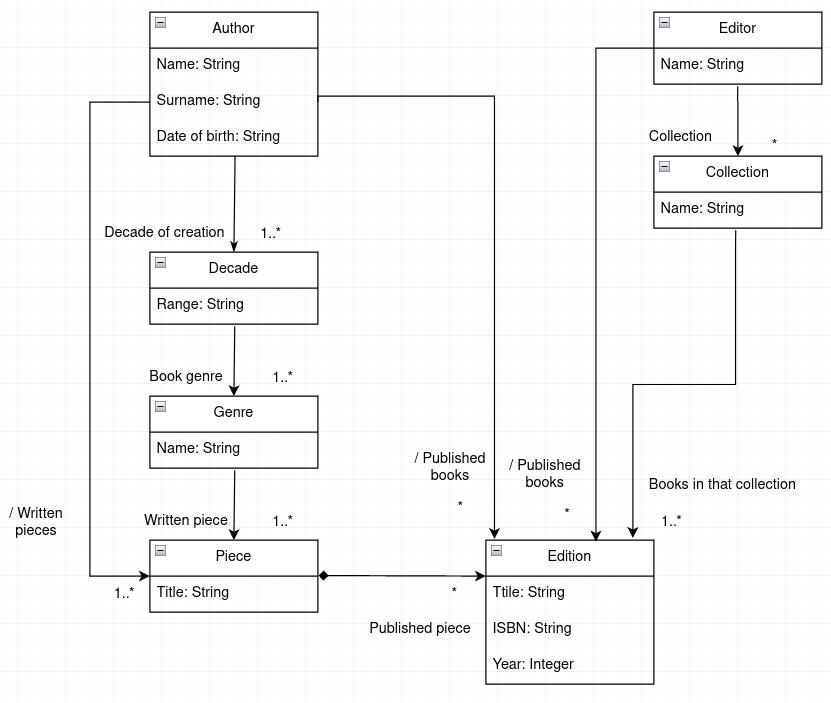 Author
Name: String
Surname: String
Date of birth: String
Editor
Name: String
Collection
*
Collection
Name: String
Decade of creation
1..*
Decade
Range: String
Book genre
1..*
Genre
Name: String
/ Published
books
*
/ Published
books
*
Books in that collection
1..*
/ Written
pieces
1..*
Written piece
1..*
Piece
Title: String
*
Published piece
Edition
Ttile: String
ISBN: String
Year: Integer